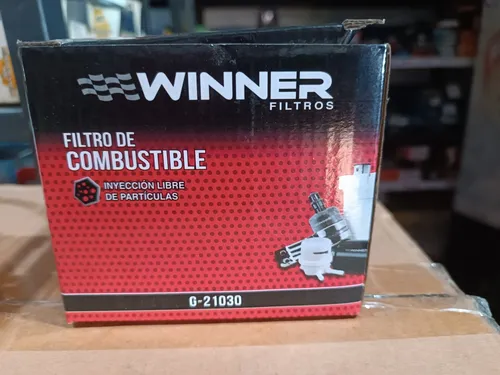 WINNER
FILTROS
FILTRO DE
COMBUSTIBLE
INYECCIÓN LIBRE
DE PARTÍCULAS
G-21030